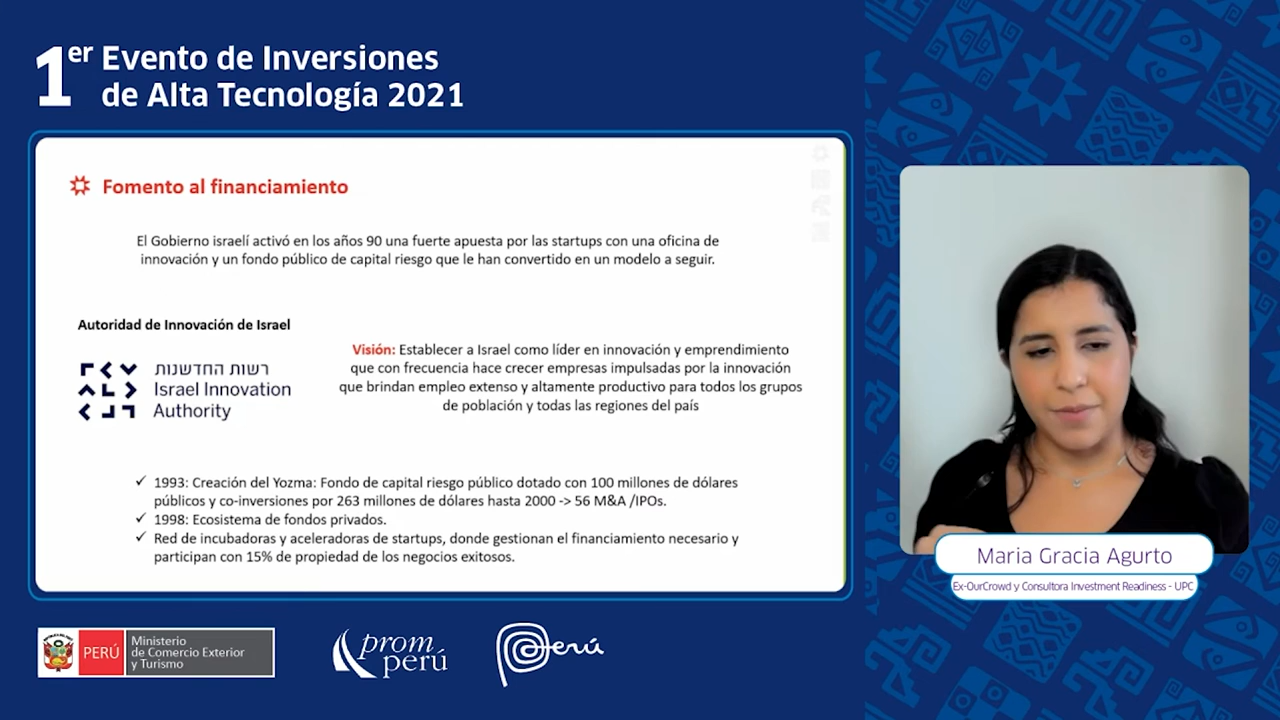 1er Evento de Inversiones
de Alta Tecnología 2021
Fomento al financiamiento
El Gobierno israelí activó en los años 90 una fuerte apuesta por las startups con una oficina de
innovación y un fondo público de capital riesgo que le han convertido en un modelo a seguir.
Autoridad de Innovación de Israel
רשות החדשנות
Israel Innovation
Authority
Visión: Establecer a Israel como líder en innovación y emprendimiento
que con frecuencia hace crecer empresas impulsadas por la innovación
que brindan empleo extenso y altamente productivo para todos los grupos
de población y todas las regiones del país
✓ 1993: Creación del Yozma: Fondo de capital riesgo público dotado con 100 millones de dólares
públicos y co-inversiones por 263 millones de dólares hasta 2000 -> 56 M&A /IPOs.
✓ 1998: Ecosistema de fondos privados.
✓ Red de incubadoras y aceleradoras de startups, donde gestionan el financiamiento necesario y
participan con 15% de propiedad de los negocios exitosos.
Maria Gracia Agurto
Ex-OurCrowd y Consultora Investment Readiness - UPC
PERÚ
Ministerio
de Comercio Exterior
y Turismo
prom
perú
Perú